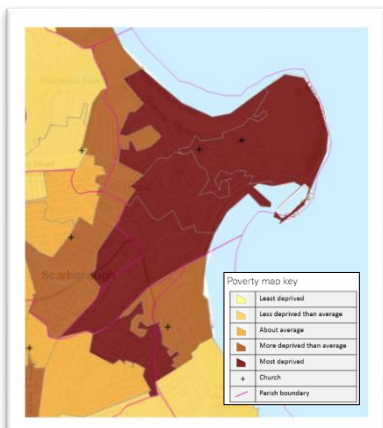 Scarborough
Poverty map key
Least deprived
Less deprived than average
About average
More deprived than average
Most deprived
Church
Parish boundary